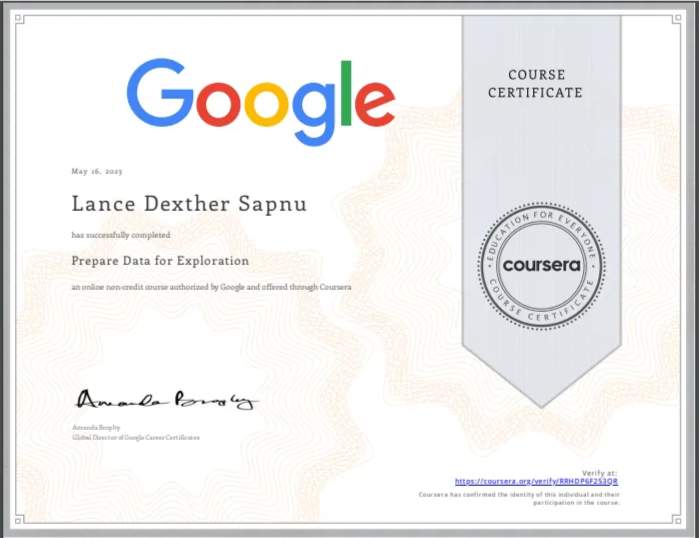 Google
COURSE
CERTIFICATE
May 16, 2023
Lance Dexther Sapnu
has successfully completed
Prepare Data for Exploration
an online non-credit course authorized by Google and offered through Coursera
EDUCATION FOR EVERYONE
coursera
COURSE CERTIFICATE
Amanda Brophy
Amanda Brophy
Global Director of Google Career Certificates
Verify at:
https://coursera.org/verify/RRHDP6F2S3QR
Coursera has confirmed the identity of this individual and their
participation in the course.